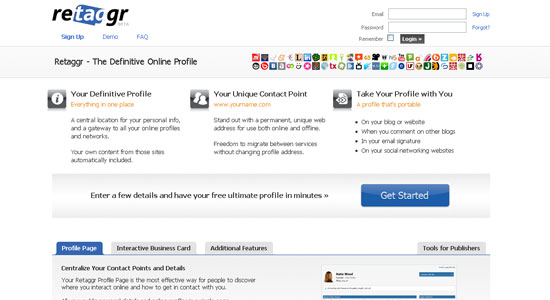 retaggr
BETA
Email
Sign Up
Password
Forgot?
Remember
Login »
Sign Up Demo FAQ
Retaggr - The Definitive Online Profile
Your Definitive Profile
Everything in one place
A central location for your personal info,
and a gateway to all your online profiles
and networks.
Your own content from those sites
automatically included.
Your Unique Contact Point
www.yourname.com
Stand out with a permanent, unique web
address for use both online and offline.
Freedom to migrate between services
without changing profile address.
Take Your Profile with You
A profile that's portable
On your blog or website
When you comment on other blogs
In your email signature
On your social networking websites
Enter a few details and have your free ultimate profile in minutes »
Get Started
Profile Page Interactive Business Card Additional Features Tools for Publishers
Centralize Your Contact Points and Details
Your Retaggr Profile Page is the most effective way for people to discover
where you interact online and how to get in contact with you.